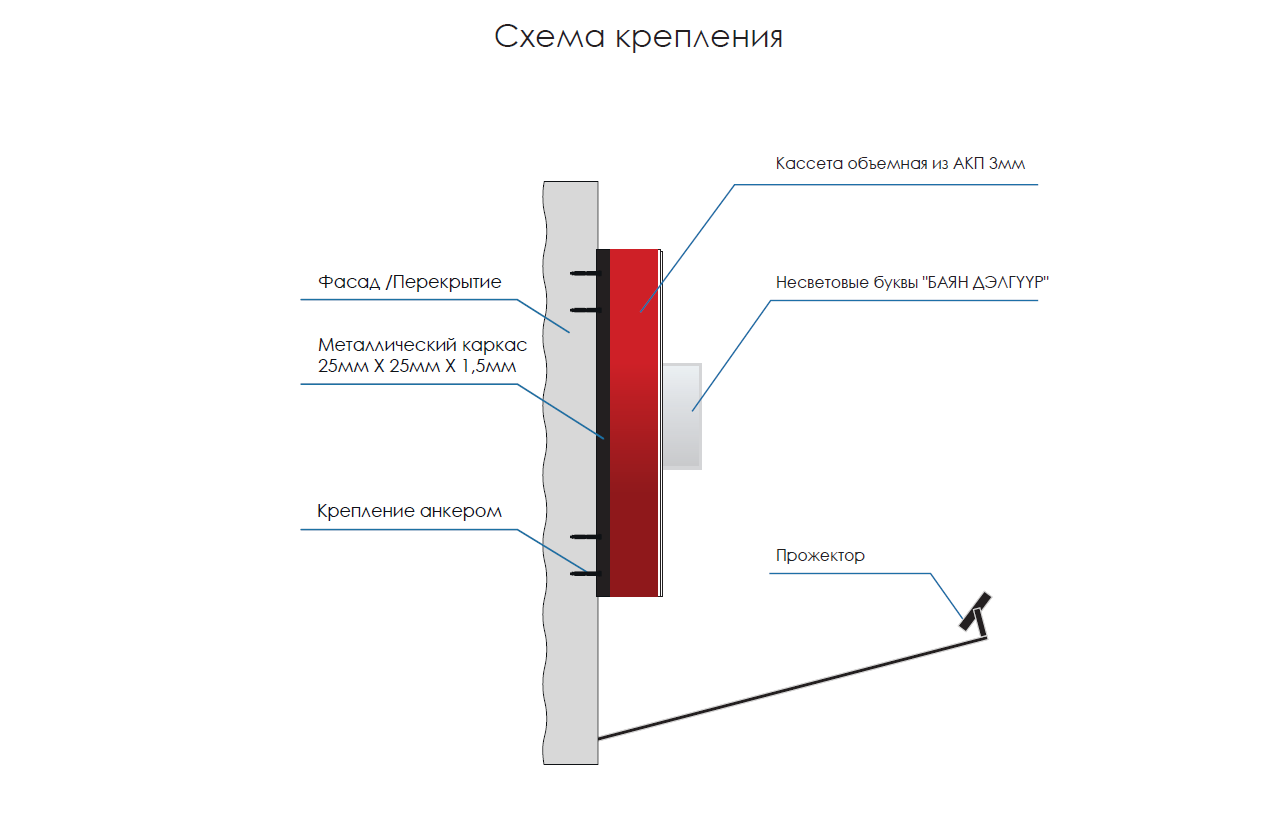 Схема крепления
Кассета объемная из АКП 3мм
Несветовые буквы "БАЯН ДЭЛГҮҮР"
Фасад /Перекрытие
Металлический каркас
25мм Х 25мм Х 1,5мм
Крепление анкером
Прожектор